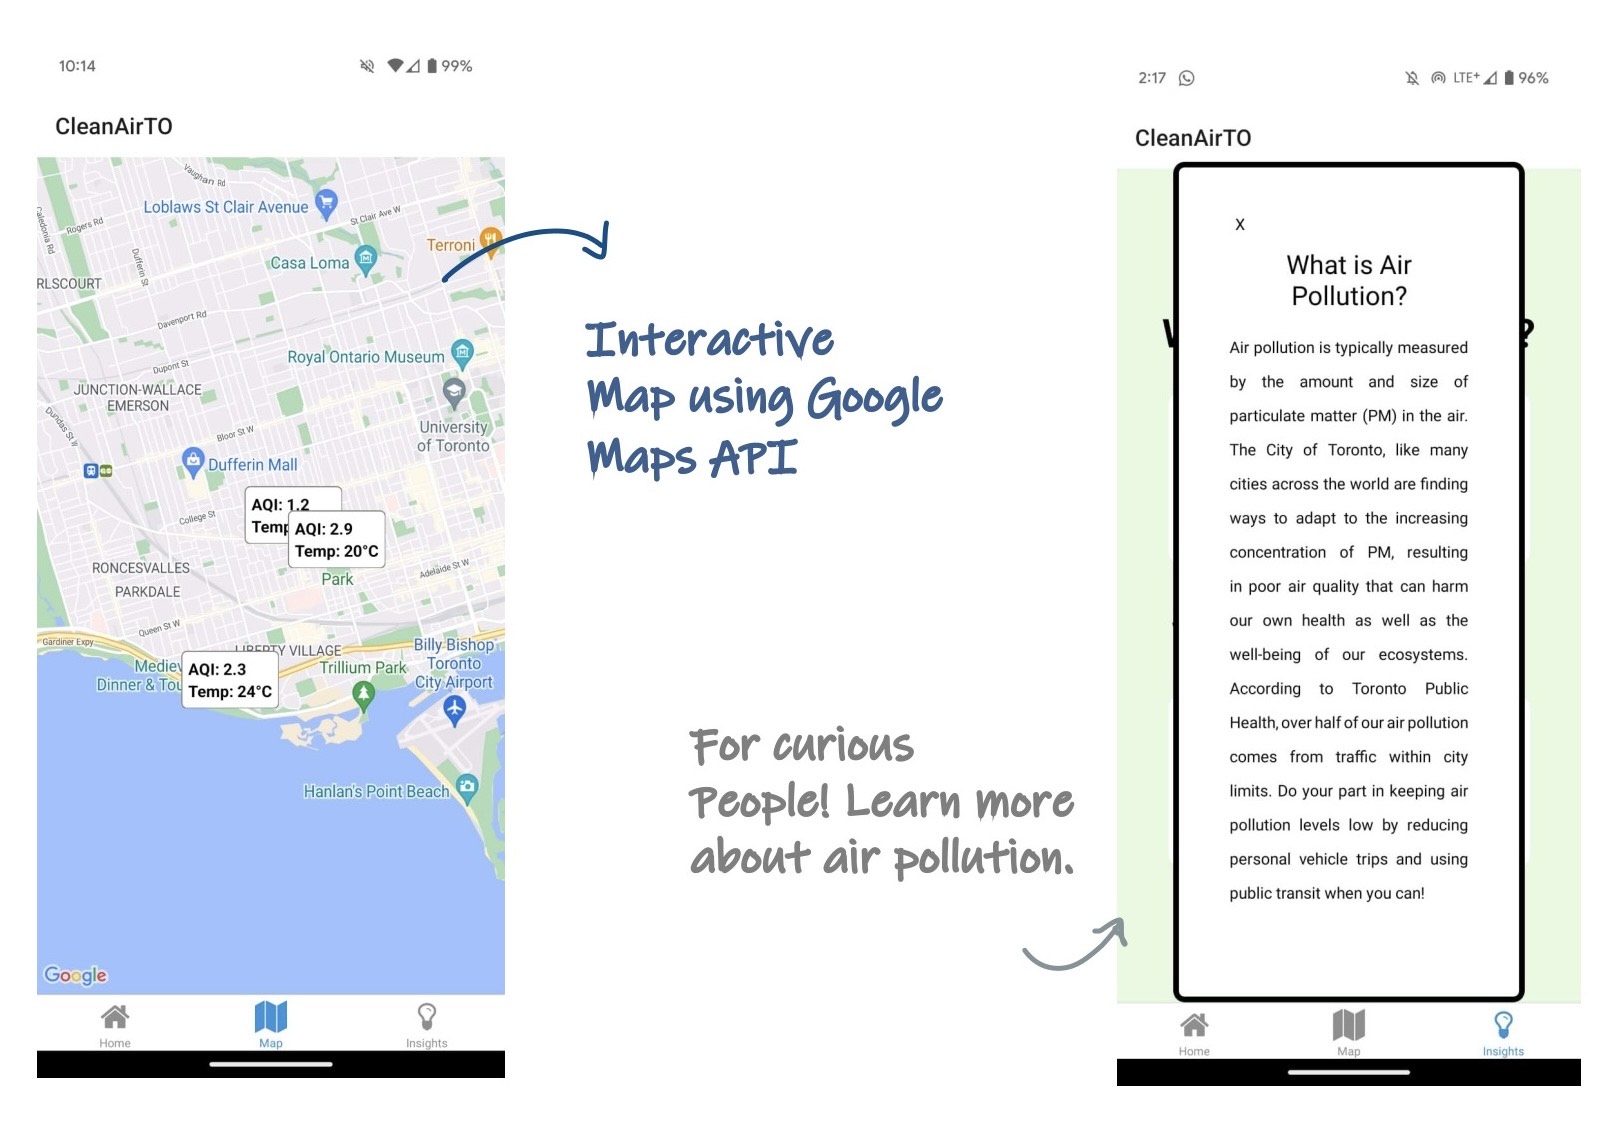 10:14
99%
CleanAirTO
Vaughan Rd
Loblaws St Clair Avenue
St Clair Ave W
Caledonia Rd
Rogers Rd
Dufferin St
Terroni
Casa Loma
RLSCOURT
Davenport Rd
Royal Ontario Museum
Dupont St
JUNCTION-WALLACE
EMERSON
Dundas St W
University
of Toronto
Bloor St W
Dufferin Mall
AQI: 1.2
Temp
AQI: 2.9
Temp: 20°C
College St
Park
Adelaide St W
RONCESVALLES
PARKDALE
Queen St W
Gardiner Expy
LIBERTY VILLAGE
Billy Bishop
Toronto
City Airport
Mediev
Dinner & Tou
AQI: 2.3
Temp: 24°C
Trillium Park
Hanlan's Point Beach
Google
Home
Map
Insights
Interactive
Map using Google
Maps API
For curious
People! Learn more
about air pollution.
2:17
LTE+
96%
CleanAirTO
X
What is Air
Pollution?
?
Air pollution is typically measured
by the amount and size of
particulate matter (PM) in the air.
The City of Toronto, like many
cities across the world are finding
ways to adapt to the increasing
concentration of PM, resulting
in poor air quality that can harm
our own health as well as the
well-being of our ecosystems.
According to Toronto Public
Health, over half of our air pollution
comes from traffic within city
limits. Do your part in keeping air
pollution levels low by reducing
personal vehicle trips and using
public transit when you can!
Home
Map
Insights